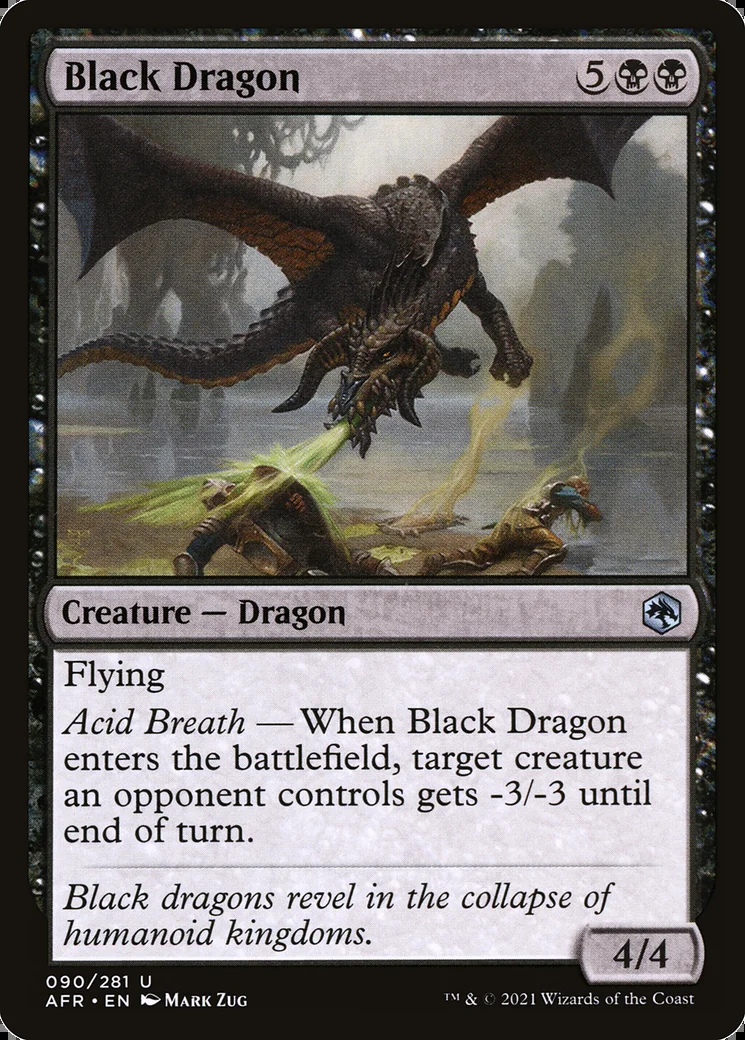 Black Dragon 5
Creature — Dragon
Flying
Acid Breath — When Black Dragon
enters the battlefield, target creature
an opponent controls gets -3/-3 until
end of turn.
Black dragons revel in the collapse of
humanoid kingdoms.
4/4
090/281 U
AFR • EN Mark Zug
™ & © 2021 Wizards of the Coast